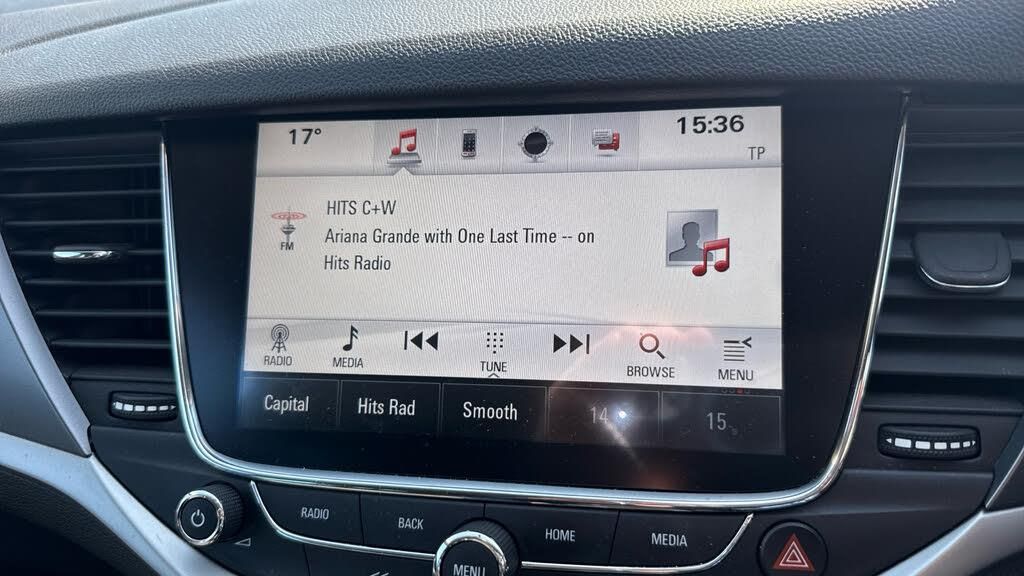 17° 15:36
TP
HITS C+W
FM Ariana Grande with One Last Time -- on
Hits Radio
RADIO MEDIA TUNE BROWSE MENU
Capital Hits Rad Smooth 14 15
RADIO BACK HOME MEDIA
MENU